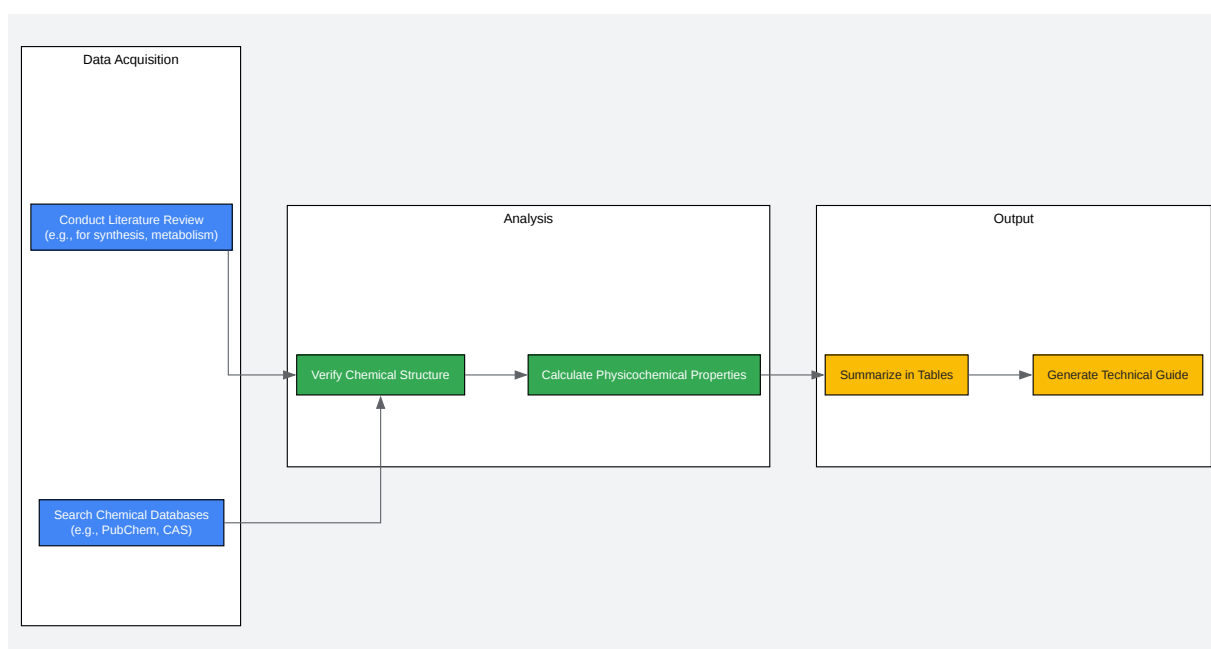 Data Acquisition
Conduct Literature Review
(e.g., for synthesis, metabolism)
Search Chemical Databases
(e.g., PubChem, CAS)
Analysis
Verify Chemical Structure
Calculate Physicochemical Properties
Output
Summarize in Tables
Generate Technical Guide